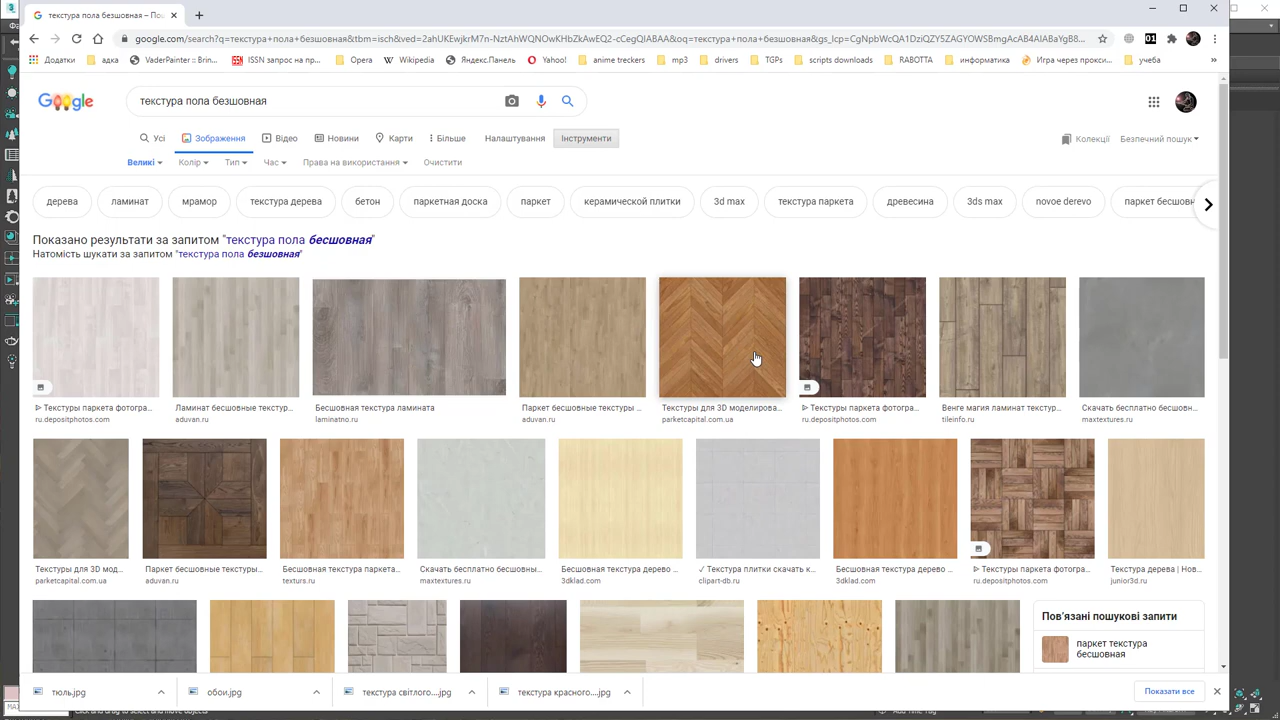 текстура пола безшовная – По
google.com/search?q=текстура+пола+безшовная&tbm=isch&ved=2ahUKEwjkrM7n-NztAhWQNOwKHbZkAwEQ2-cCegQIABAA&oq=текстура+пола+безшовная&gs_lcp=CgNpbWcQA1DziQZY5ZAGYOWSBmgAcAB4AIABaYgB8...
Додатки
адка
VaderPainter :: Brin...
ISSN запрос на пр...
Opera
Wikipedia
Яндекс.Панель
Yahoo!
anime treckers
mp3
drivers
TGPs
scripts downloads
RABOTTA
информатика
Игра через прокси...
учеба
Google
текстура пола безшовная
Усі
Зображення
Відео
Новини
Карти
Більше
Налаштування
Інструменти
Колекції
Безпечний пошук
Великі
Колір
Тип
Час
Права на використання
Очистити
дерева
ламинат
мрамор
текстура дерева
бетон
паркетная доска
паркет
керамической плитки
3d max
текстура паркета
древесина
3ds max
novoe derevo
паркет бесшовн
Показано результати за запитом "текстура пола бесшовная"
Натомість шукати за запитом "текстура пола безшовная"
ᐈ Текстуры паркета фотогра...
ru.depositphotos.com
Ламинат бесшовные текстур...
aduvan.ru
Бесшовная текстура ламината
laminatno.ru
Паркет бесшовные текстуры ...
aduvan.ru
Текстуры для 3D моделирова...
parketcapital.com.ua
ᐈ Текстуры паркета фотогра...
ru.depositphotos.com
Венге магия ламинат текстур...
tileinfo.ru
Скачать бесплатно бесшовн...
maxtextures.ru
Текстуры для 3D мод...
parketcapital.com.ua
Паркет бесшовные текстуры...
aduvan.ru
Бесшовная текстура паркета...
texturs.ru
Скачать бесплатно бесшовны...
maxtextures.ru
Бесшовная текстура дерево ...
3dklad.com
✓ Текстура плитки скачать к...
clipart-db.ru
Бесшовная текстура дерево ...
3dklad.com
ᐈ Текстуры паркета фотогра...
ru.depositphotos.com
Текстура дерева | Нов...
junior3d.ru
Пов'язані пошукові запити
паркет текстура
бесшовная
тюль.jpg
обои.jpg
текстура світлого....jpg
текстура красного....jpg
Показати все